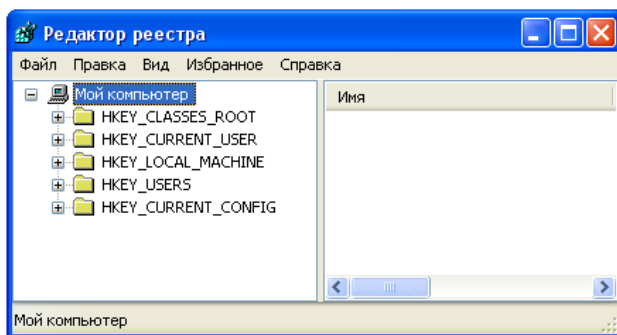 Редактор реестра
Файл Правка Вид Избранное Справка
Мой компьютер
Имя
HKEY_CLASSES_ROOT
HKEY_CURRENT_USER
HKEY_LOCAL_MACHINE
HKEY_USERS
HKEY_CURRENT_CONFIG
Мой компьютер